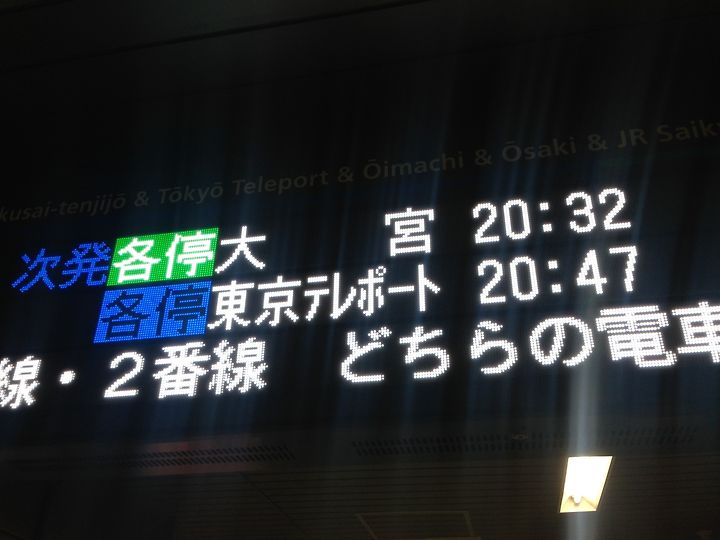 kusai-tenjijō & Tōkyō Teleport & Ōimachi & Ōsaki & JR Saik
次発 各停 大宮 20:32
各停 東京テレポート 20:47
線・２番線 どちらの電車